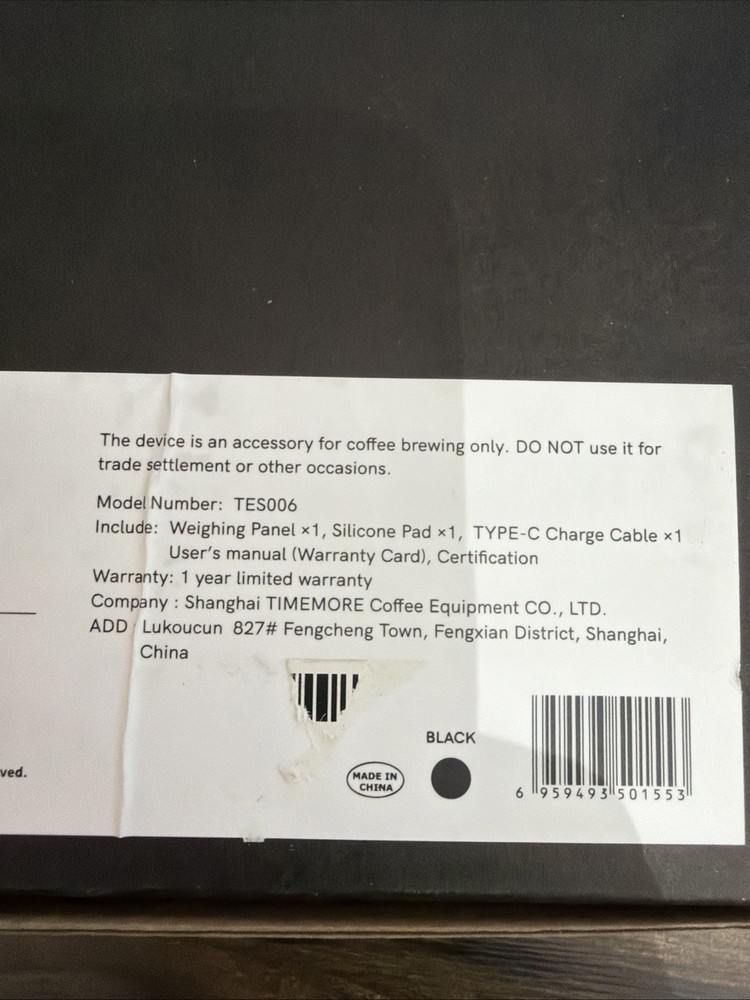 The device is an accessory for coffee brewing only. DO NOT use it for
trade settlement or other occasions.
Model Number: TES006
Include: Weighing Panel ×1, Silicone Pad ×1, TYPE-C Charge Cable ×1
User's manual (Warranty Card), Certification
Warranty: 1 year limited warranty
Company : Shanghai TIMEMORE Coffee Equipment CO., LTD.
ADD Lukoucun 827# Fengcheng Town, Fengxian District, Shanghai,
China
ved.
MADE IN
CHINA
BLACK
6 959493 501553